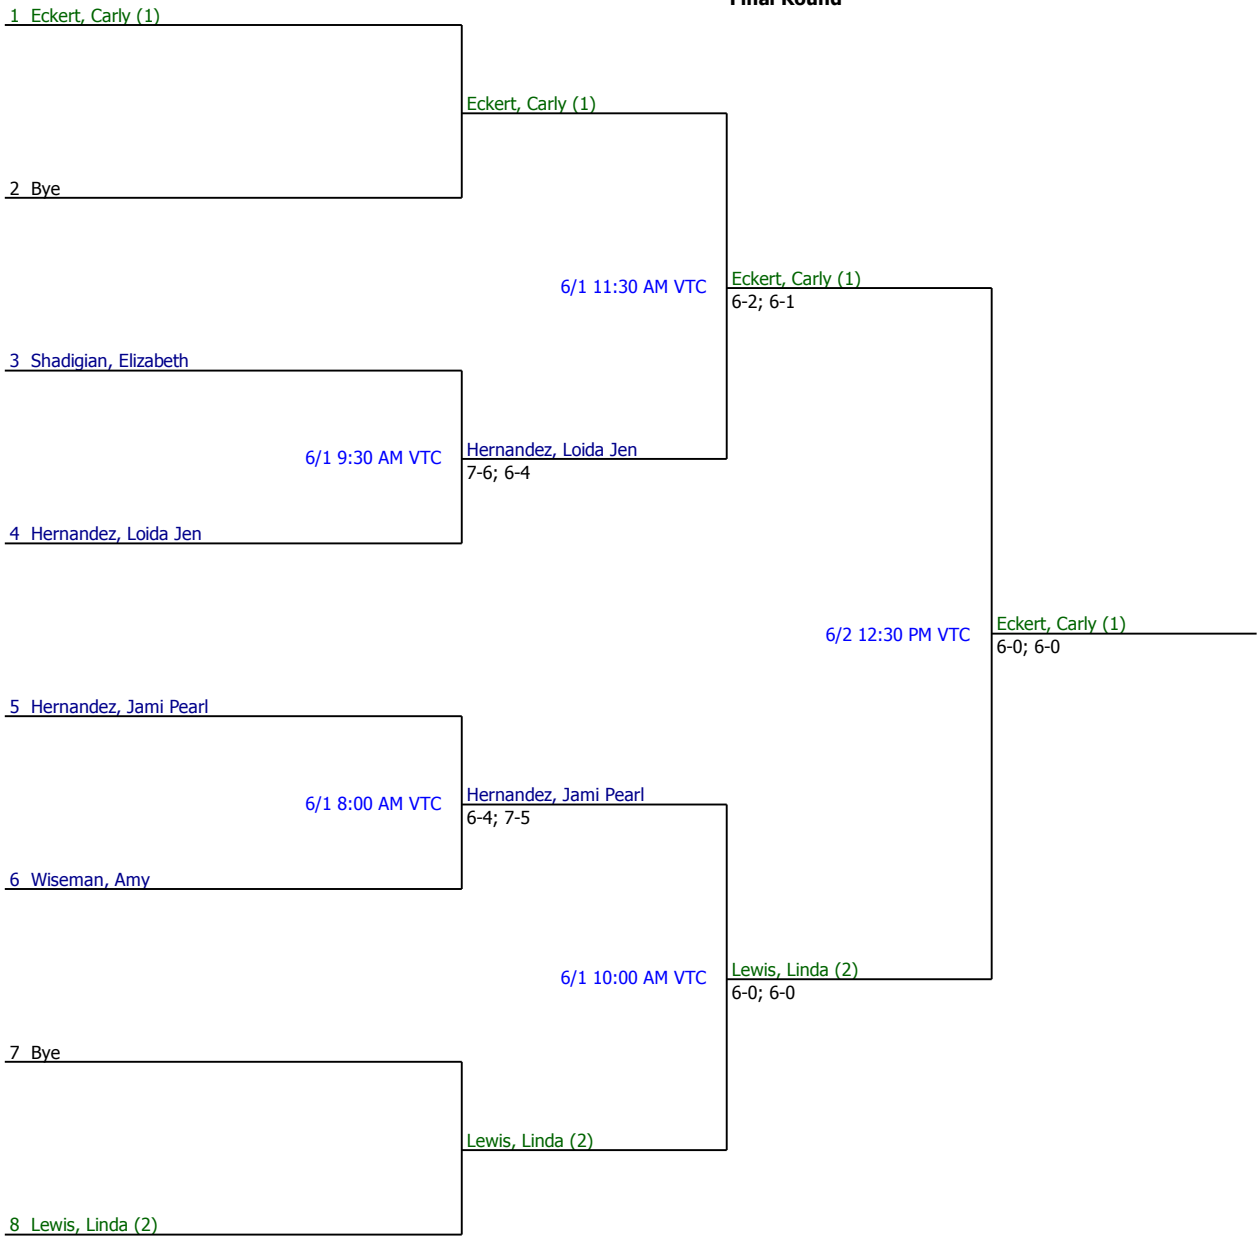 Final Round
1 Eckert, Carly (1)
Eckert, Carly (1)
2 Bye
6/1 11:30 AM VTC
Eckert, Carly (1)
6-2; 6-1
3 Shadigian, Elizabeth
6/1 9:30 AM VTC
Hernandez, Loida Jen
7-6; 6-4
4 Hernandez, Loida Jen
6/2 12:30 PM VTC
Eckert, Carly (1)
6-0; 6-0
5 Hernandez, Jami Pearl
6/1 8:00 AM VTC
Hernandez, Jami Pearl
6-4; 7-5
6 Wiseman, Amy
6/1 10:00 AM VTC
Lewis, Linda (2)
6-0; 6-0
7 Bye
Lewis, Linda (2)
8 Lewis, Linda (2)